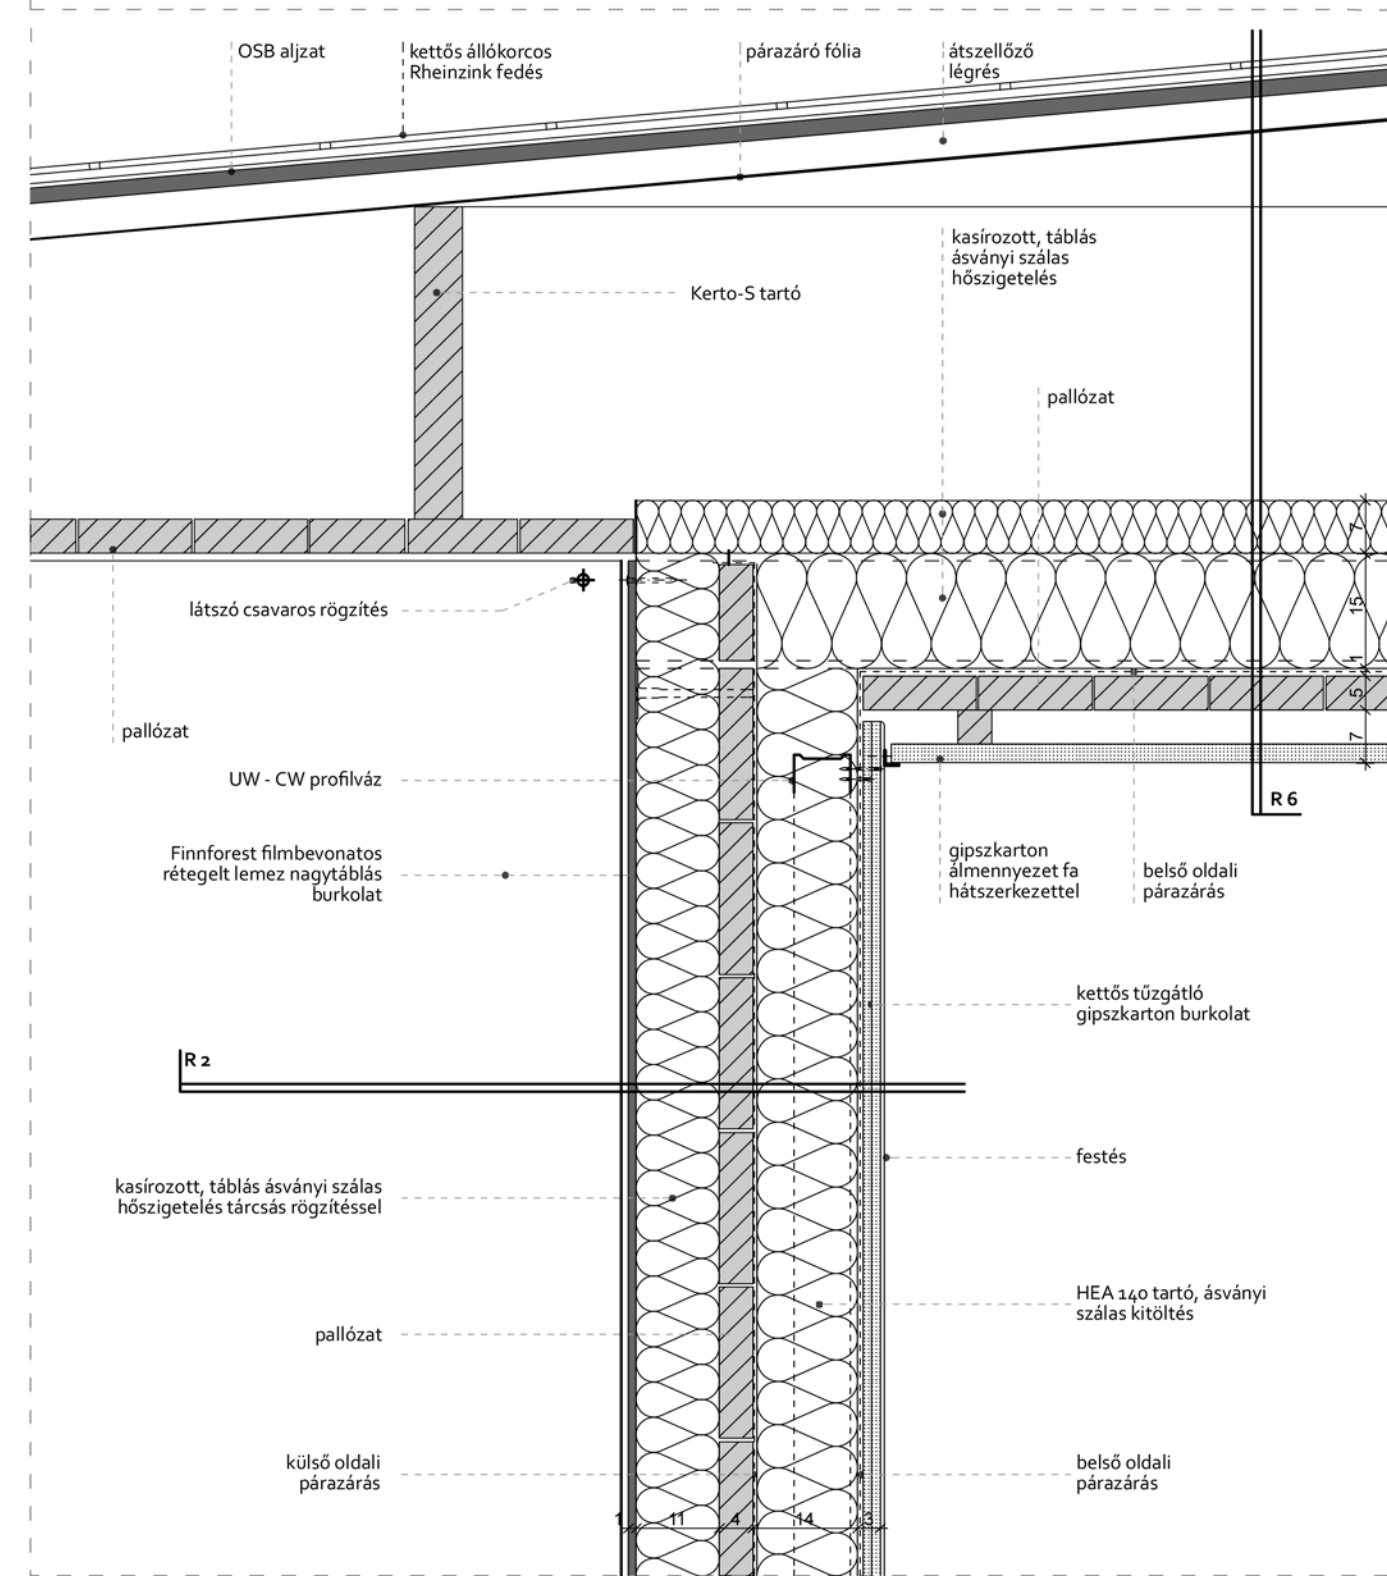 OSB aljzat
kettős állókorcos
Rheinzink fedés
párazáró fólia
átszellőző
légrés
kasírozott, táblás
ásványi szálas
hőszigetelés
Kerto-S tartó
pallózat
7
15
1
5
7
látszó csavaros rögzítés
pallózat
UW - CW profilváz
R 6
Finnforest filmbevonatos
rétegelt lemez nagytáblás
burkolat
gipszkarton
álmennyezet fa
hátszerkezettel
belső oldali
párazárás
kettős tűzgátló
gipszkarton burkolat
R 2
festés
kasírozott, táblás ásványi szálas
hőszigetelés tárcsás rögzítéssel
HEA 140 tartó, ásványi
szálas kitöltés
pallózat
külső oldali
párazárás
belső oldali
párazárás
1 11 4 14 3